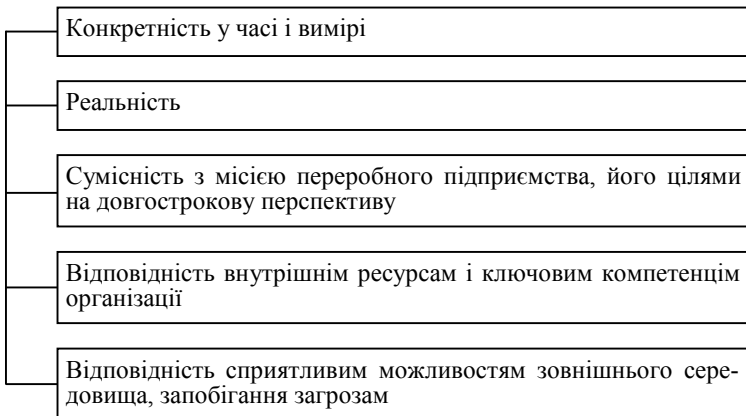 Конкретність у часі і вимірі
Реальність
Сумісність з місією переробного підприємства, його цілями
на довгострокову перспективу
Відповідність внутрішнім ресурсам і ключовим компетенцім
організації
Відповідність сприятливим можливостям зовнішнього сере-
довища, запобігання загрозам